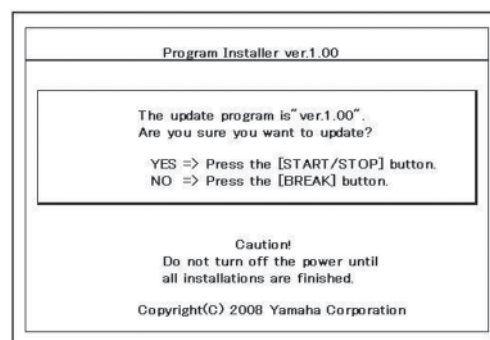 Program Installer ver.1.00
The update program is"ver.1.00".
Are you sure you want to update?
YES => Press the [START/STOP] button.
NO => Press the [BREAK] button.
Caution!
Do not turn off the power until
all installations are finished.
Copyright(C) 2008 Yamaha Corporation